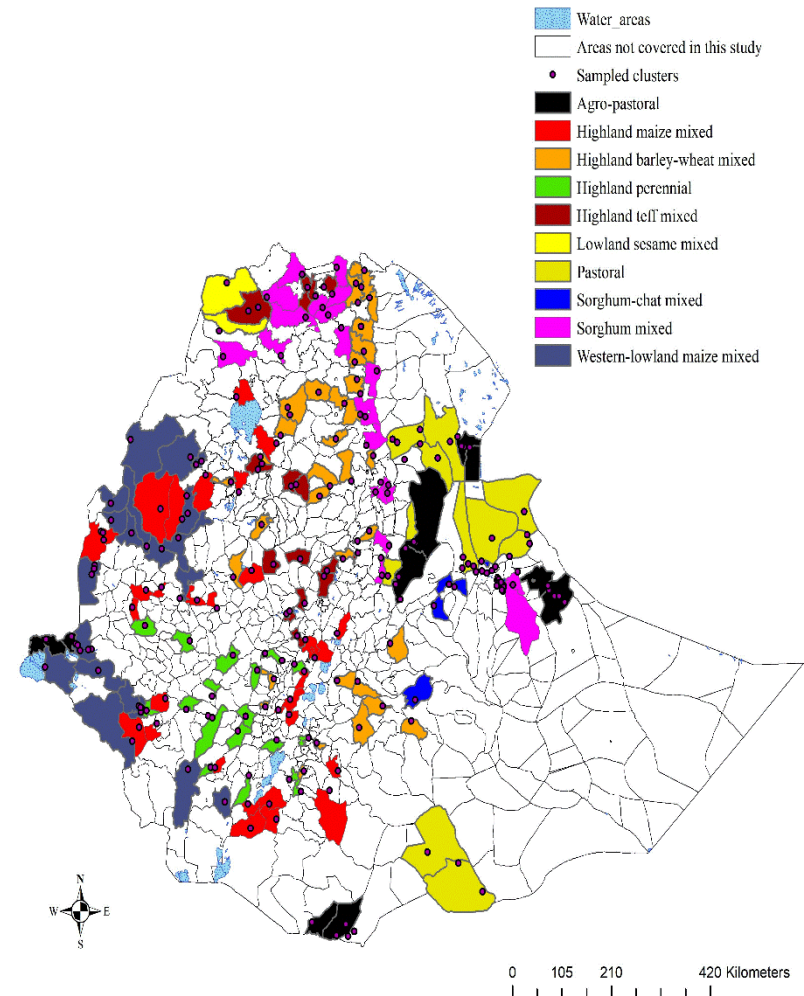 Water_areas
Areas not covered in this study
Sampled clusters
Agro-pastoral
Highland maize mixed
Highland barley-wheat mixed
Highland perennial
Highland teff mixed
Lowland sesame mixed
Pastoral
Sorghum-chat mixed
Sorghum mixed
Western-lowland maize mixed
N
W E
S
0 105 210 420 Kilometers